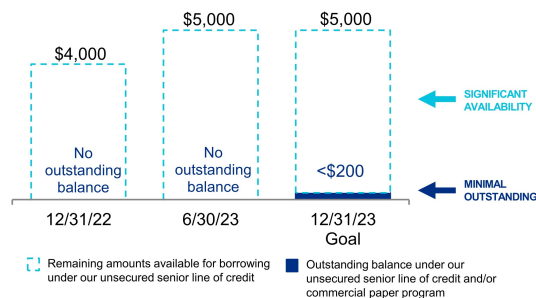 $4,000
$5,000
$5,000
SIGNIFICANT
AVAILABILITY
No
outstanding
balance
No
outstanding
balance
<$200
MINIMAL
OUTSTANDING
12/31/22
6/30/23
12/31/23
Goal
Remaining amounts available for borrowing
under our unsecured senior line of credit
Outstanding balance under our
unsecured senior line of credit and/or
commercial paper program